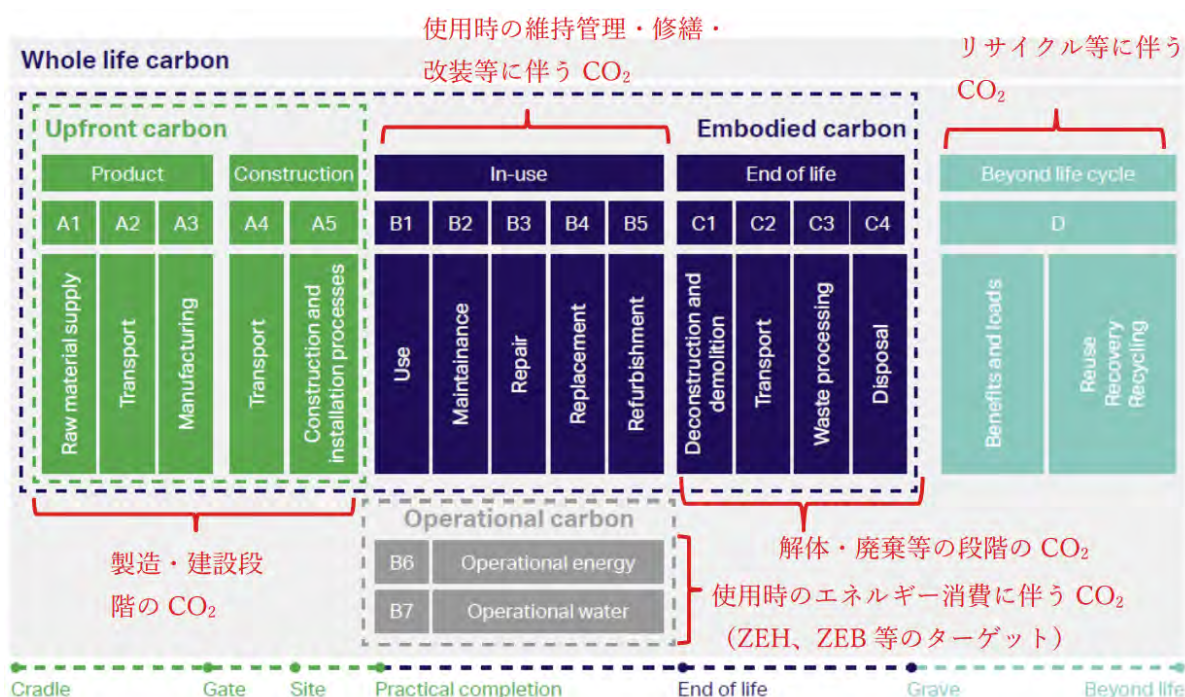 使用時の維持管理・修繕・
改装等に伴う CO₂
リサイクル等に伴う
CO₂
Whole life carbon
Upfront carbon
Embodied carbon
Product
Construction
In-use
End of life
Beyond life cycle
A1
A2
A3
A4
A5
B1
B2
B3
B4
B5
C1
C2
C3
C4
D
Raw material supply
Transport
Manufacturing
Transport
Construction and
installation processes
Use
Maintainance
Repair
Replacement
Refurbishment
Deconstruction and
demolition
Transport
Waste processing
Disposal
Benefits and loads
Reuse
Recovery
Recycling
製造・建設段
階の CO₂
Operational carbon
B6
Operational energy
B7
Operational water
解体・廃棄等の段階の CO₂
使用時のエネルギー消費に伴う CO₂
（ZEH、ZEB 等のターゲット）
Cradle
Gate
Site
Practical completion
End of life
Grave
Beyond life